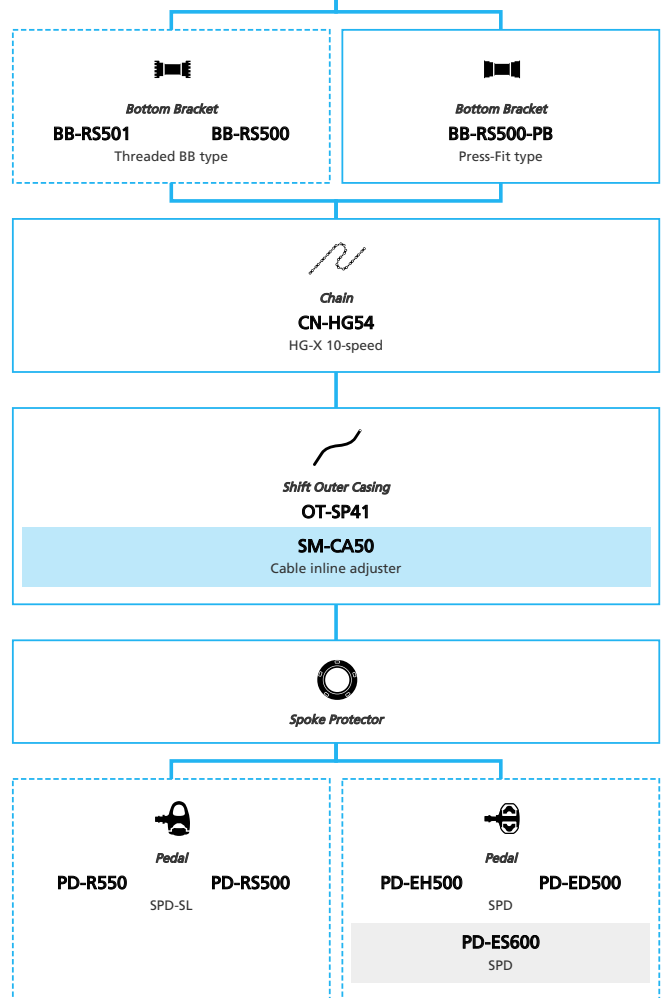 Bottom Bracket
BB-RS501 BB-RS500
Threaded BB type
Bottom Bracket
BB-RS500-PB
Press-Fit type
Chain
CN-HG54
HG-X 10-speed
Shift Outer Casing
OT-SP41
SM-CA50
Cable inline adjuster
Spoke Protector
Pedal
PD-R550 PD-RS500
SPD-SL
Pedal
PD-EH500 PD-ED500
SPD
PD-ES600
SPD